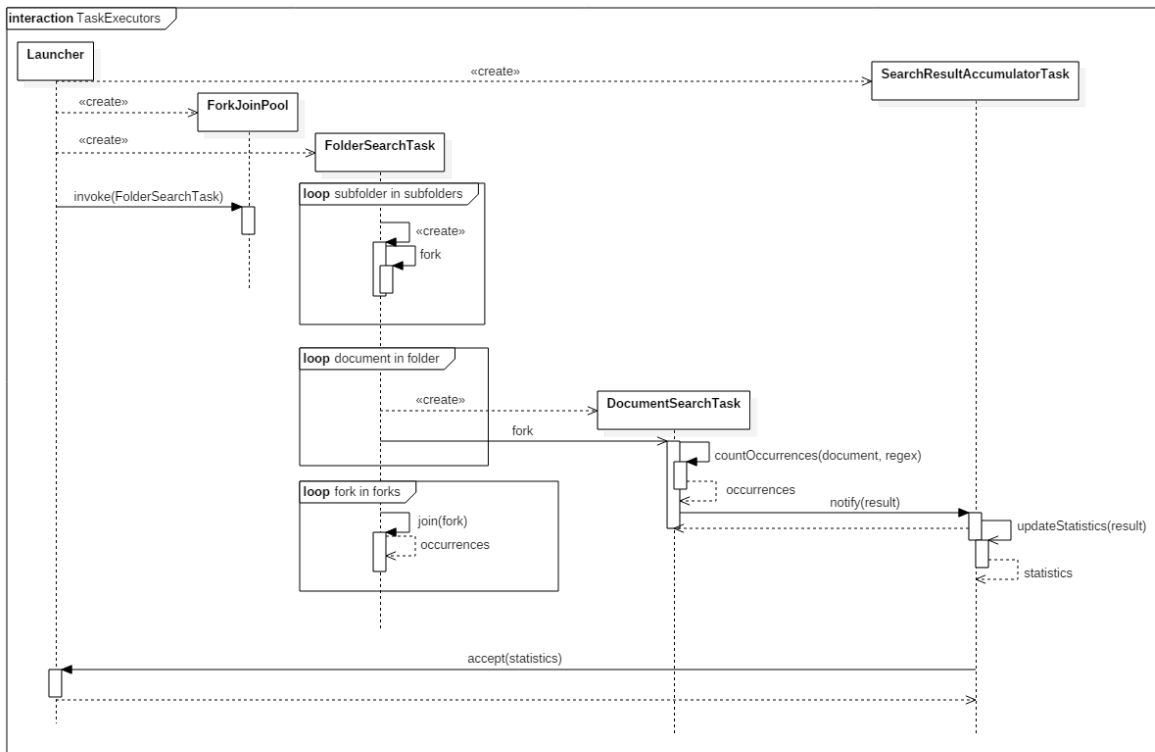 interaction TaskExecutors
Launcher
«create»
SearchResultAccumulatorTask
«create»
ForkJoinPool
«create»
FolderSearchTask
loop subfolder in subfolders
invoke(FolderSearchTask)
«create»
fork
loop document in folder
«create»
DocumentSearchTask
fork
countOccurrences(document, regex)
occurrences
loop fork in forks
notify(result)
join(fork)
updateStatistics(result)
occurrences
statistics
accept(statistics)